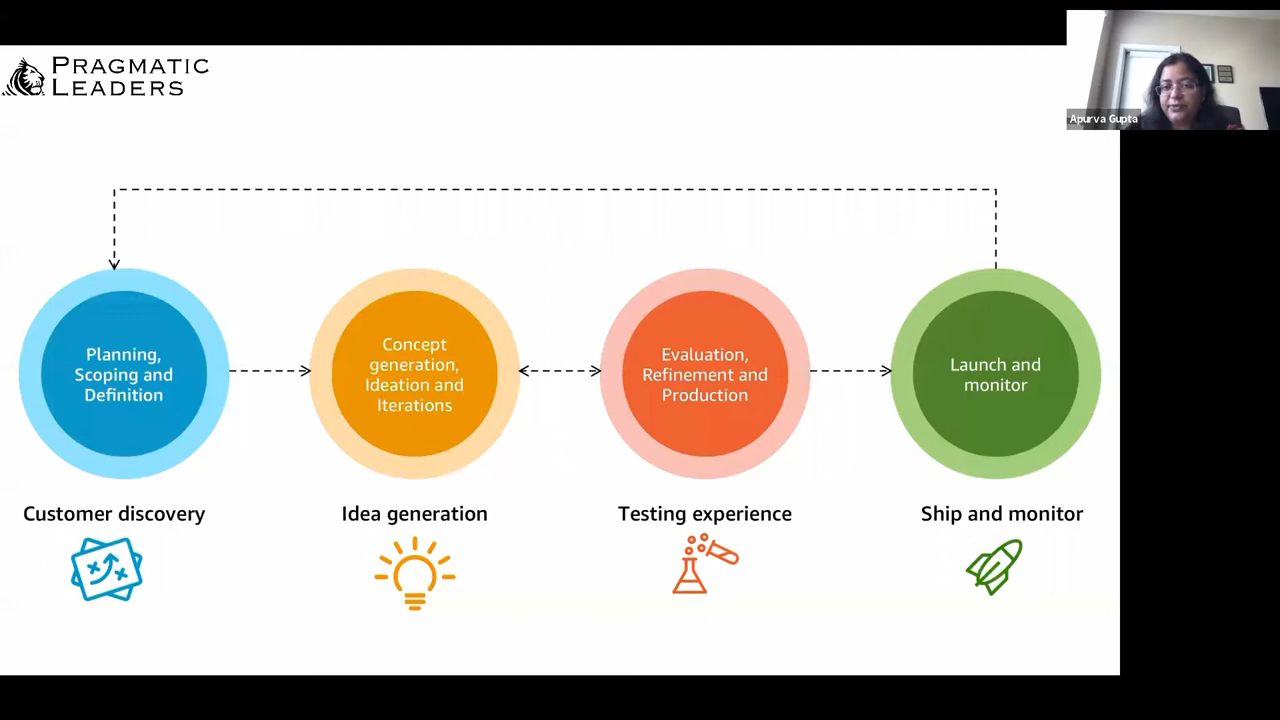 PRAGMATIC
LEADERS
Apurva Gupta
Planning,
Scoping and
Definition
Concept
generation,
Ideation and
Iterations
Evaluation,
Refinement and
Production
Launch and
monitor
Customer discovery
Idea generation
Testing experience
Ship and monitor